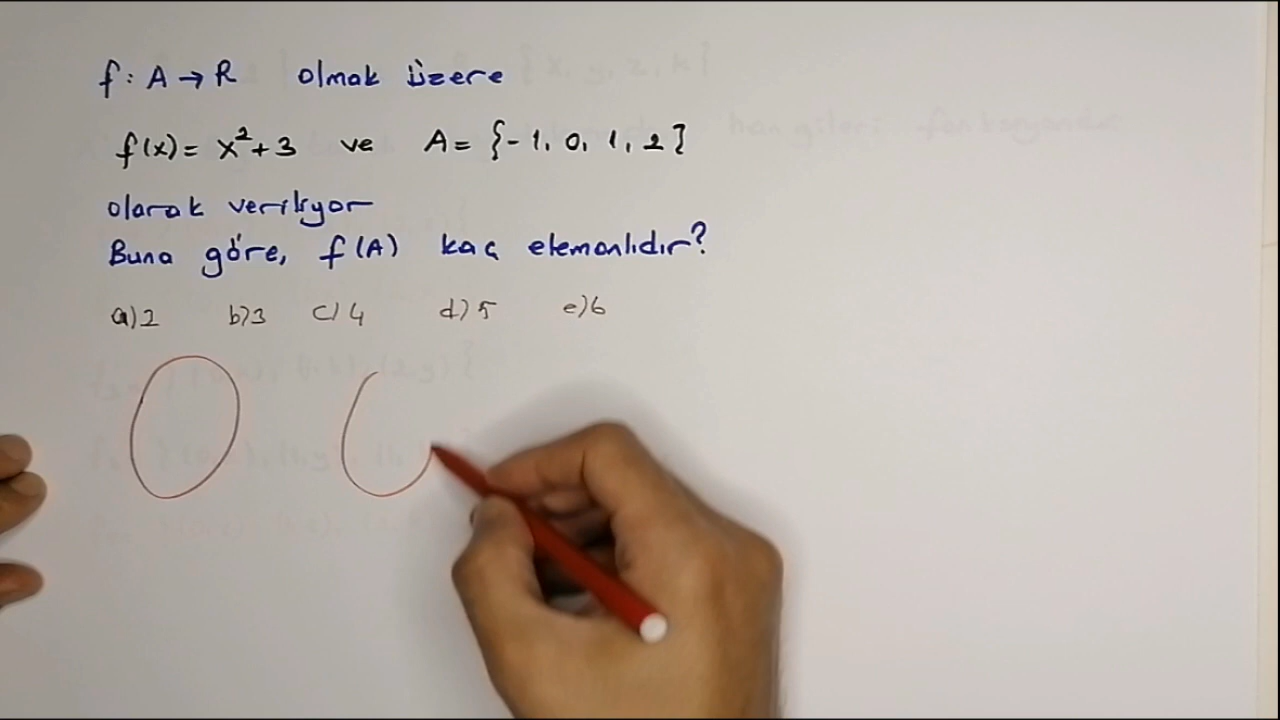 f: A → R olmak üzere
f(x) = x² + 3 ve A = {-1, 0, 1, 2}
olarak veriliyor
Buna göre, f(A) kaç elemanlıdır?
a) 2 b) 3 c) 4 d) 5 e) 6